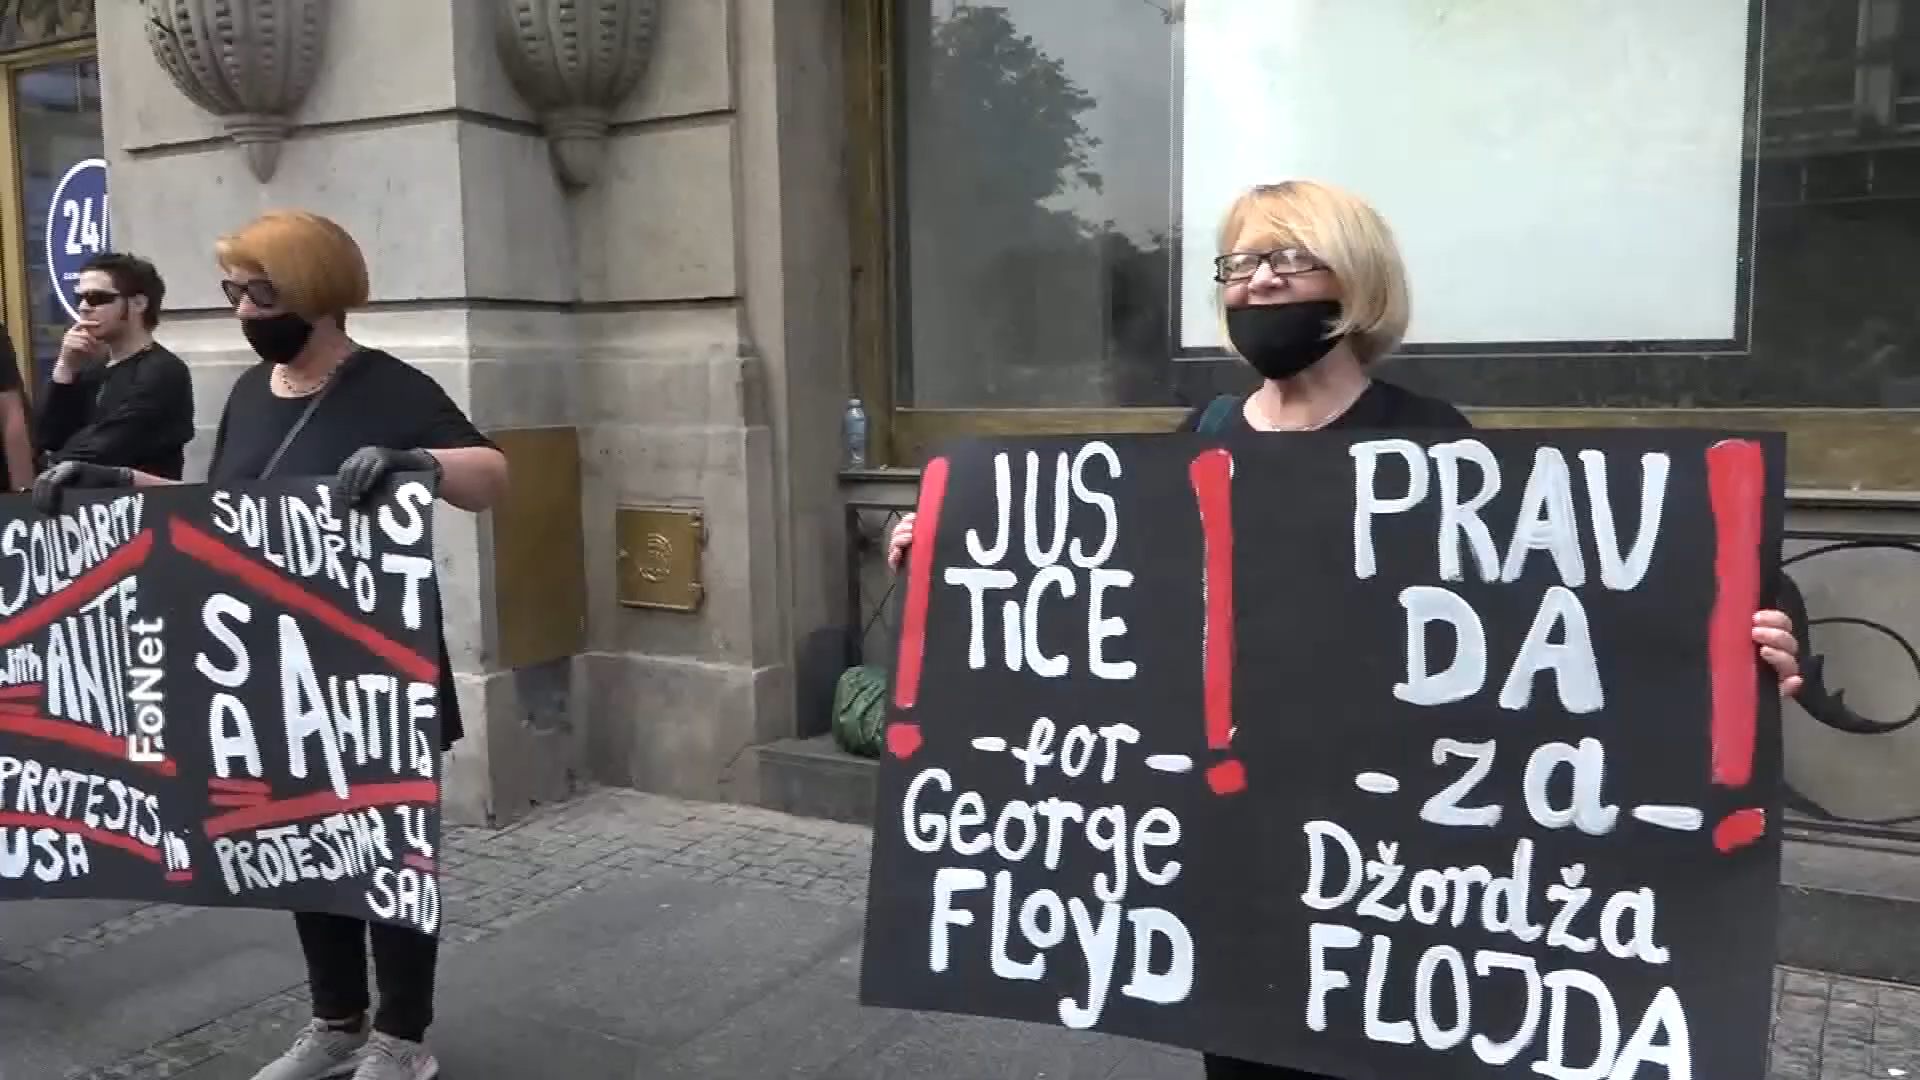 24/
SOLIDARITY
with ANTIF
PROTESTS in
USA
FoNet
SOLIDARNOST
SA
ANTIFA
PROTESTIMA U
SAD
JUS
TiCE
-for-
George
FLOYD
PRAV
DA
-za-
Džordža
FLOJDA